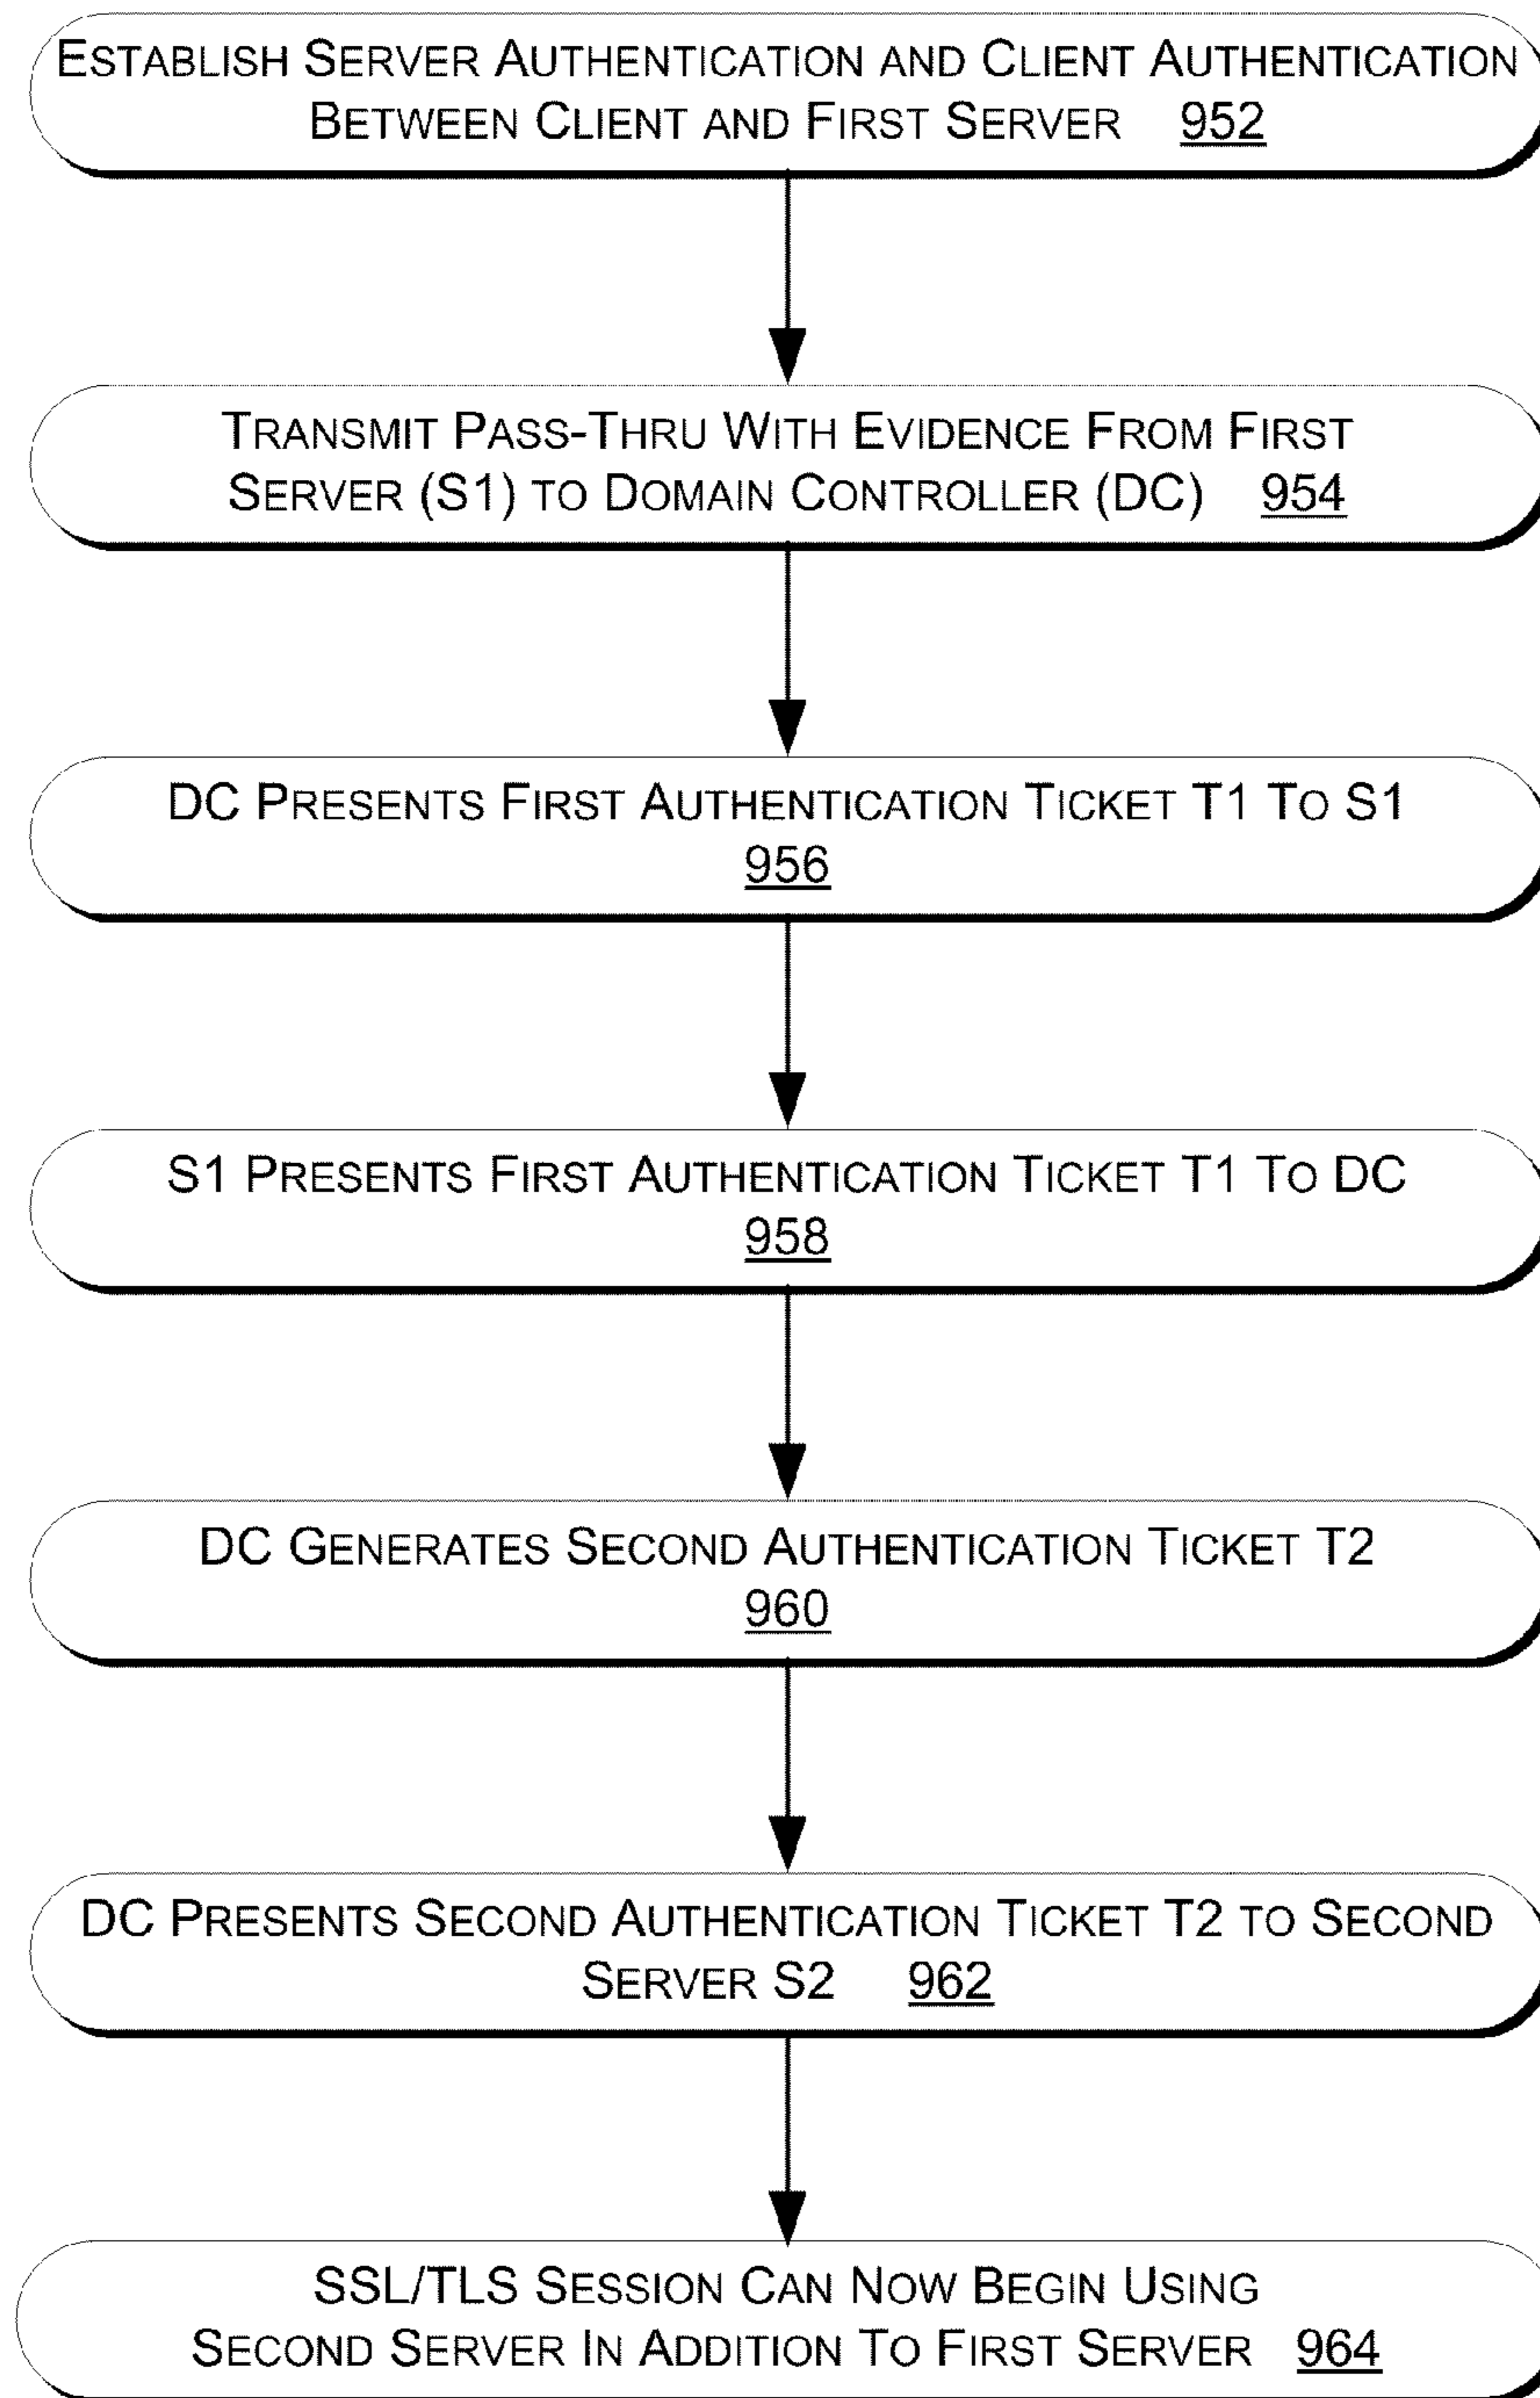 ESTABLISH SERVER AUTHENTICATION AND CLIENT AUTHENTICATION
BETWEEN CLIENT AND FIRST SERVER 952
TRANSMIT PASS-THRU WITH EVIDENCE FROM FIRST
SERVER (S1) TO DOMAIN CONTROLLER (DC) 954
DC PRESENTS FIRST AUTHENTICATION TICKET T1 TO S1
956
S1 PRESENTS FIRST AUTHENTICATION TICKET T1 TO DC
958
DC GENERATES SECOND AUTHENTICATION TICKET T2
960
DC PRESENTS SECOND AUTHENTICATION TICKET T2 TO SECOND
SERVER S2 962
SSL/TLS SESSION CAN NOW BEGIN USING
SECOND SERVER IN ADDITION TO FIRST SERVER 964